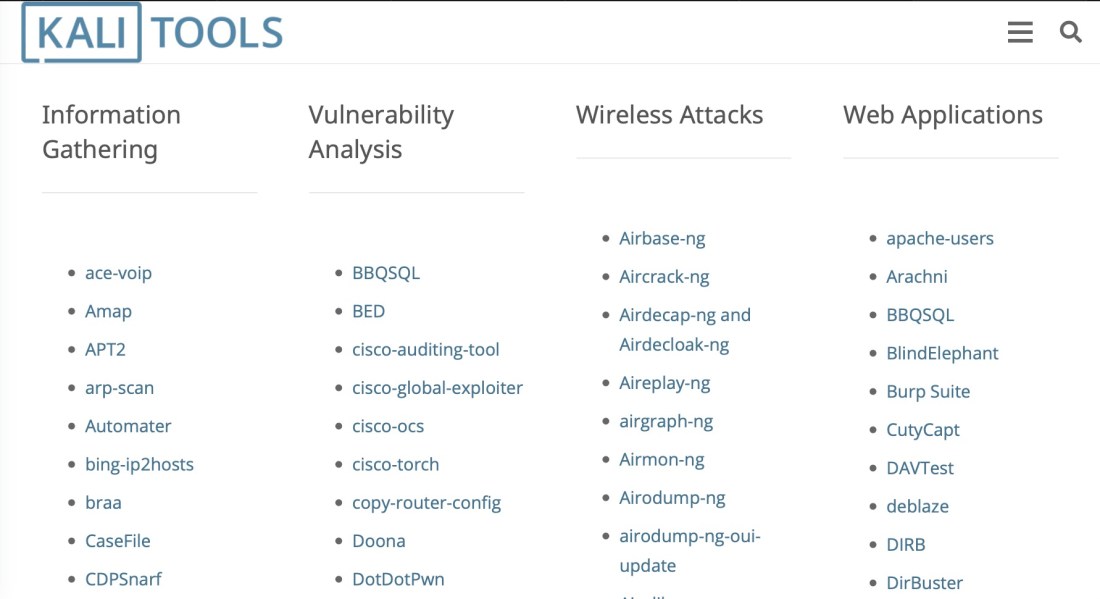 KALI TOOLS
Information
Gathering
ace-voip
Amap
APT2
arp-scan
Automater
bing-ip2hosts
braa
CaseFile
CDPSnarf
Vulnerability
Analysis
BBQSQL
BED
cisco-auditing-tool
cisco-global-exploiter
cisco-ocs
cisco-torch
copy-router-config
Doona
DotDotPwn
Wireless Attacks
Airbase-ng
Aircrack-ng
Airdecap-ng and
Airdecloak-ng
Aireplay-ng
airgraph-ng
Airmon-ng
Airodump-ng
airodump-ng-oui-
update
Web Applications
apache-users
Arachni
BBQSQL
BlindElephant
Burp Suite
CutyCapt
DAVTest
deblaze
DIRB
DirBuster